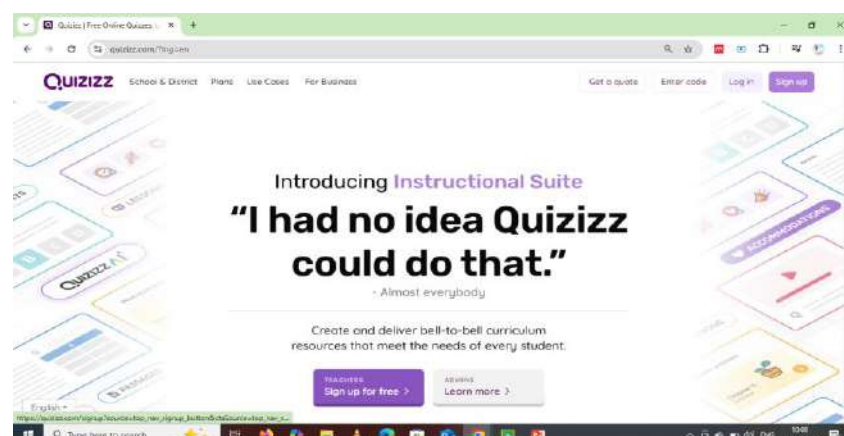 Quizizz | Free Online Quizzes
quizizz.com/?lng=en
QUIZIZZ School & District Plans Use Cases For Business Get a quote Enter code Log in Sign up
Introducing Instructional Suite
“I had no idea Quizizz
could do that.”
- Almost everybody
Create and deliver bell-to-bell curriculum
resources that meet the needs of every student.
TEACHERS
Sign up for free >
ADMINS
Learn more >
QUIZIZZ AI
ACCOMMODATIONS
English
Type here to search
10:48